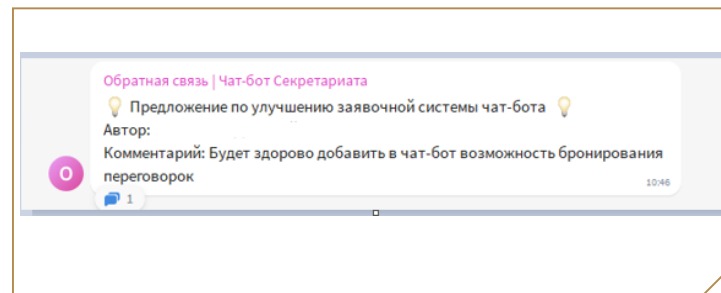 Обратная связь | Чат-бот Секретариата
💡 Предложение по улучшению заявочной системы чат-бота 💡
Автор:
Комментарий: Будет здорово добавить в чат-бот возможность бронирования
переговорок
10:46
О
1